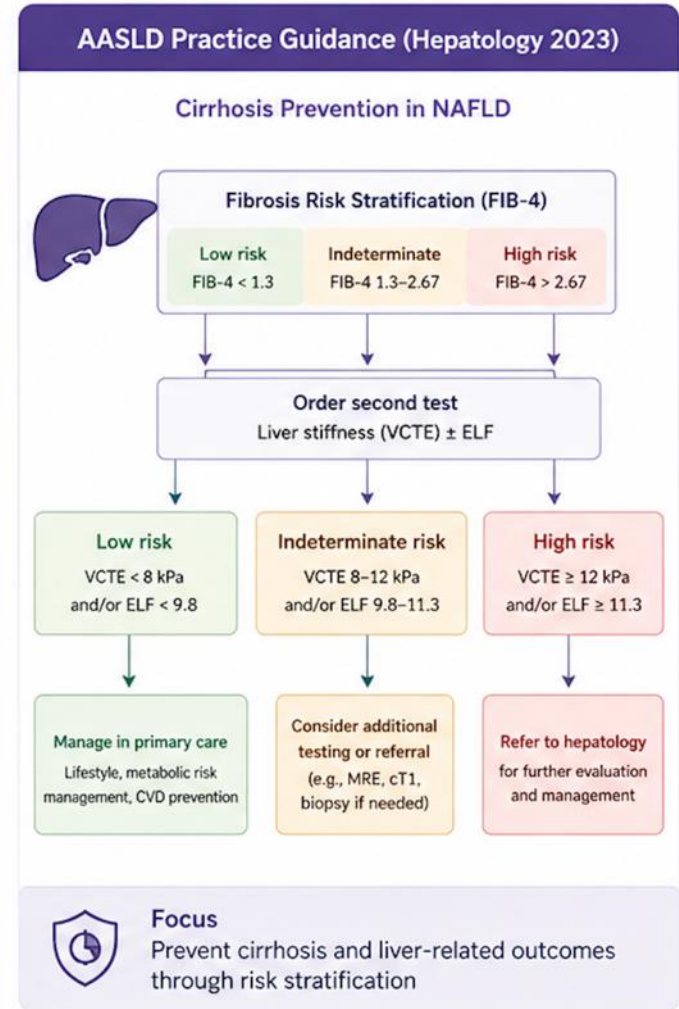 AASLD Practice Guidance (Hepatology 2023)
Cirrhosis Prevention in NAFLD
Fibrosis Risk Stratification (FIB-4)
Low risk
FIB-4 < 1.3
Indeterminate
FIB-4 1.3–2.67
High risk
FIB-4 > 2.67
Order second test
Liver stiffness (VCTE) ± ELF
Low risk
VCTE < 8 kPa
and/or ELF < 9.8
Indeterminate risk
VCTE 8–12 kPa
and/or ELF 9.8–11.3
High risk
VCTE ≥ 12 kPa
and/or ELF ≥ 11.3
Manage in primary care
Lifestyle, metabolic risk
management, CVD prevention
Consider additional
testing or referral
(e.g., MRE, cT1,
biopsy if needed)
Refer to hepatology
for further evaluation
and management
Focus
Prevent cirrhosis and liver-related outcomes
through risk stratification